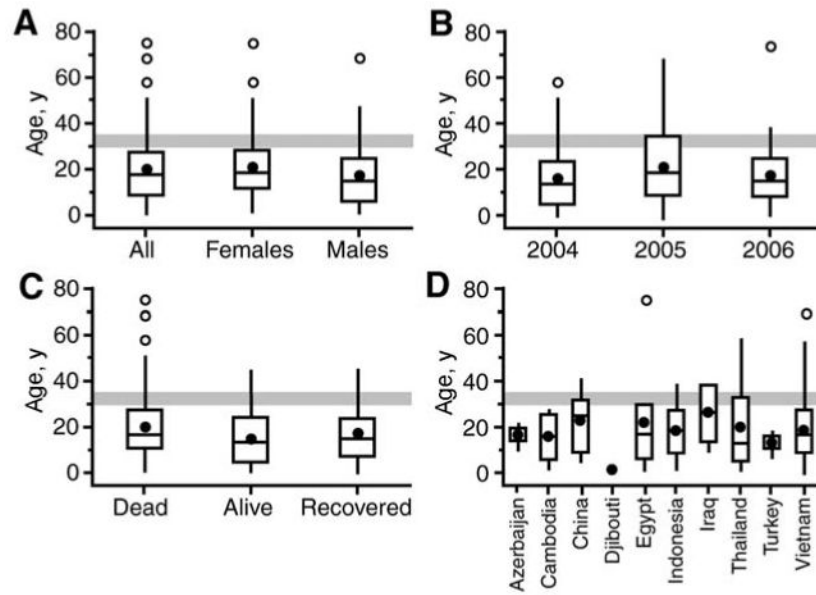 A
Age, y
80
60
40
20
0
All Females Males
B
Age, y
80
60
40
20
0
2004 2005 2006
C
Age, y
80
60
40
20
0
Dead Alive Recovered
D
Age, y
80
60
40
20
0
Azerbaijan
Cambodia
China
Djibouti
Egypt
Indonesia
Iraq
Thailand
Turkey
Vietnam